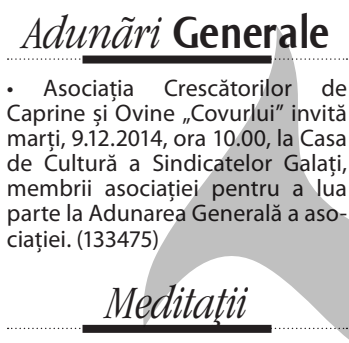 Adunări Generale
• Asociația Crescătorilor de
Caprine și Ovine „Covurlui” invită
marți, 9.12.2014, ora 10.00, la Casa
de Cultură a Sindicatelor Galați,
membrii asociației pentru a lua
parte la Adunarea Generală a aso-
ciației. (133475)
Meditaţii